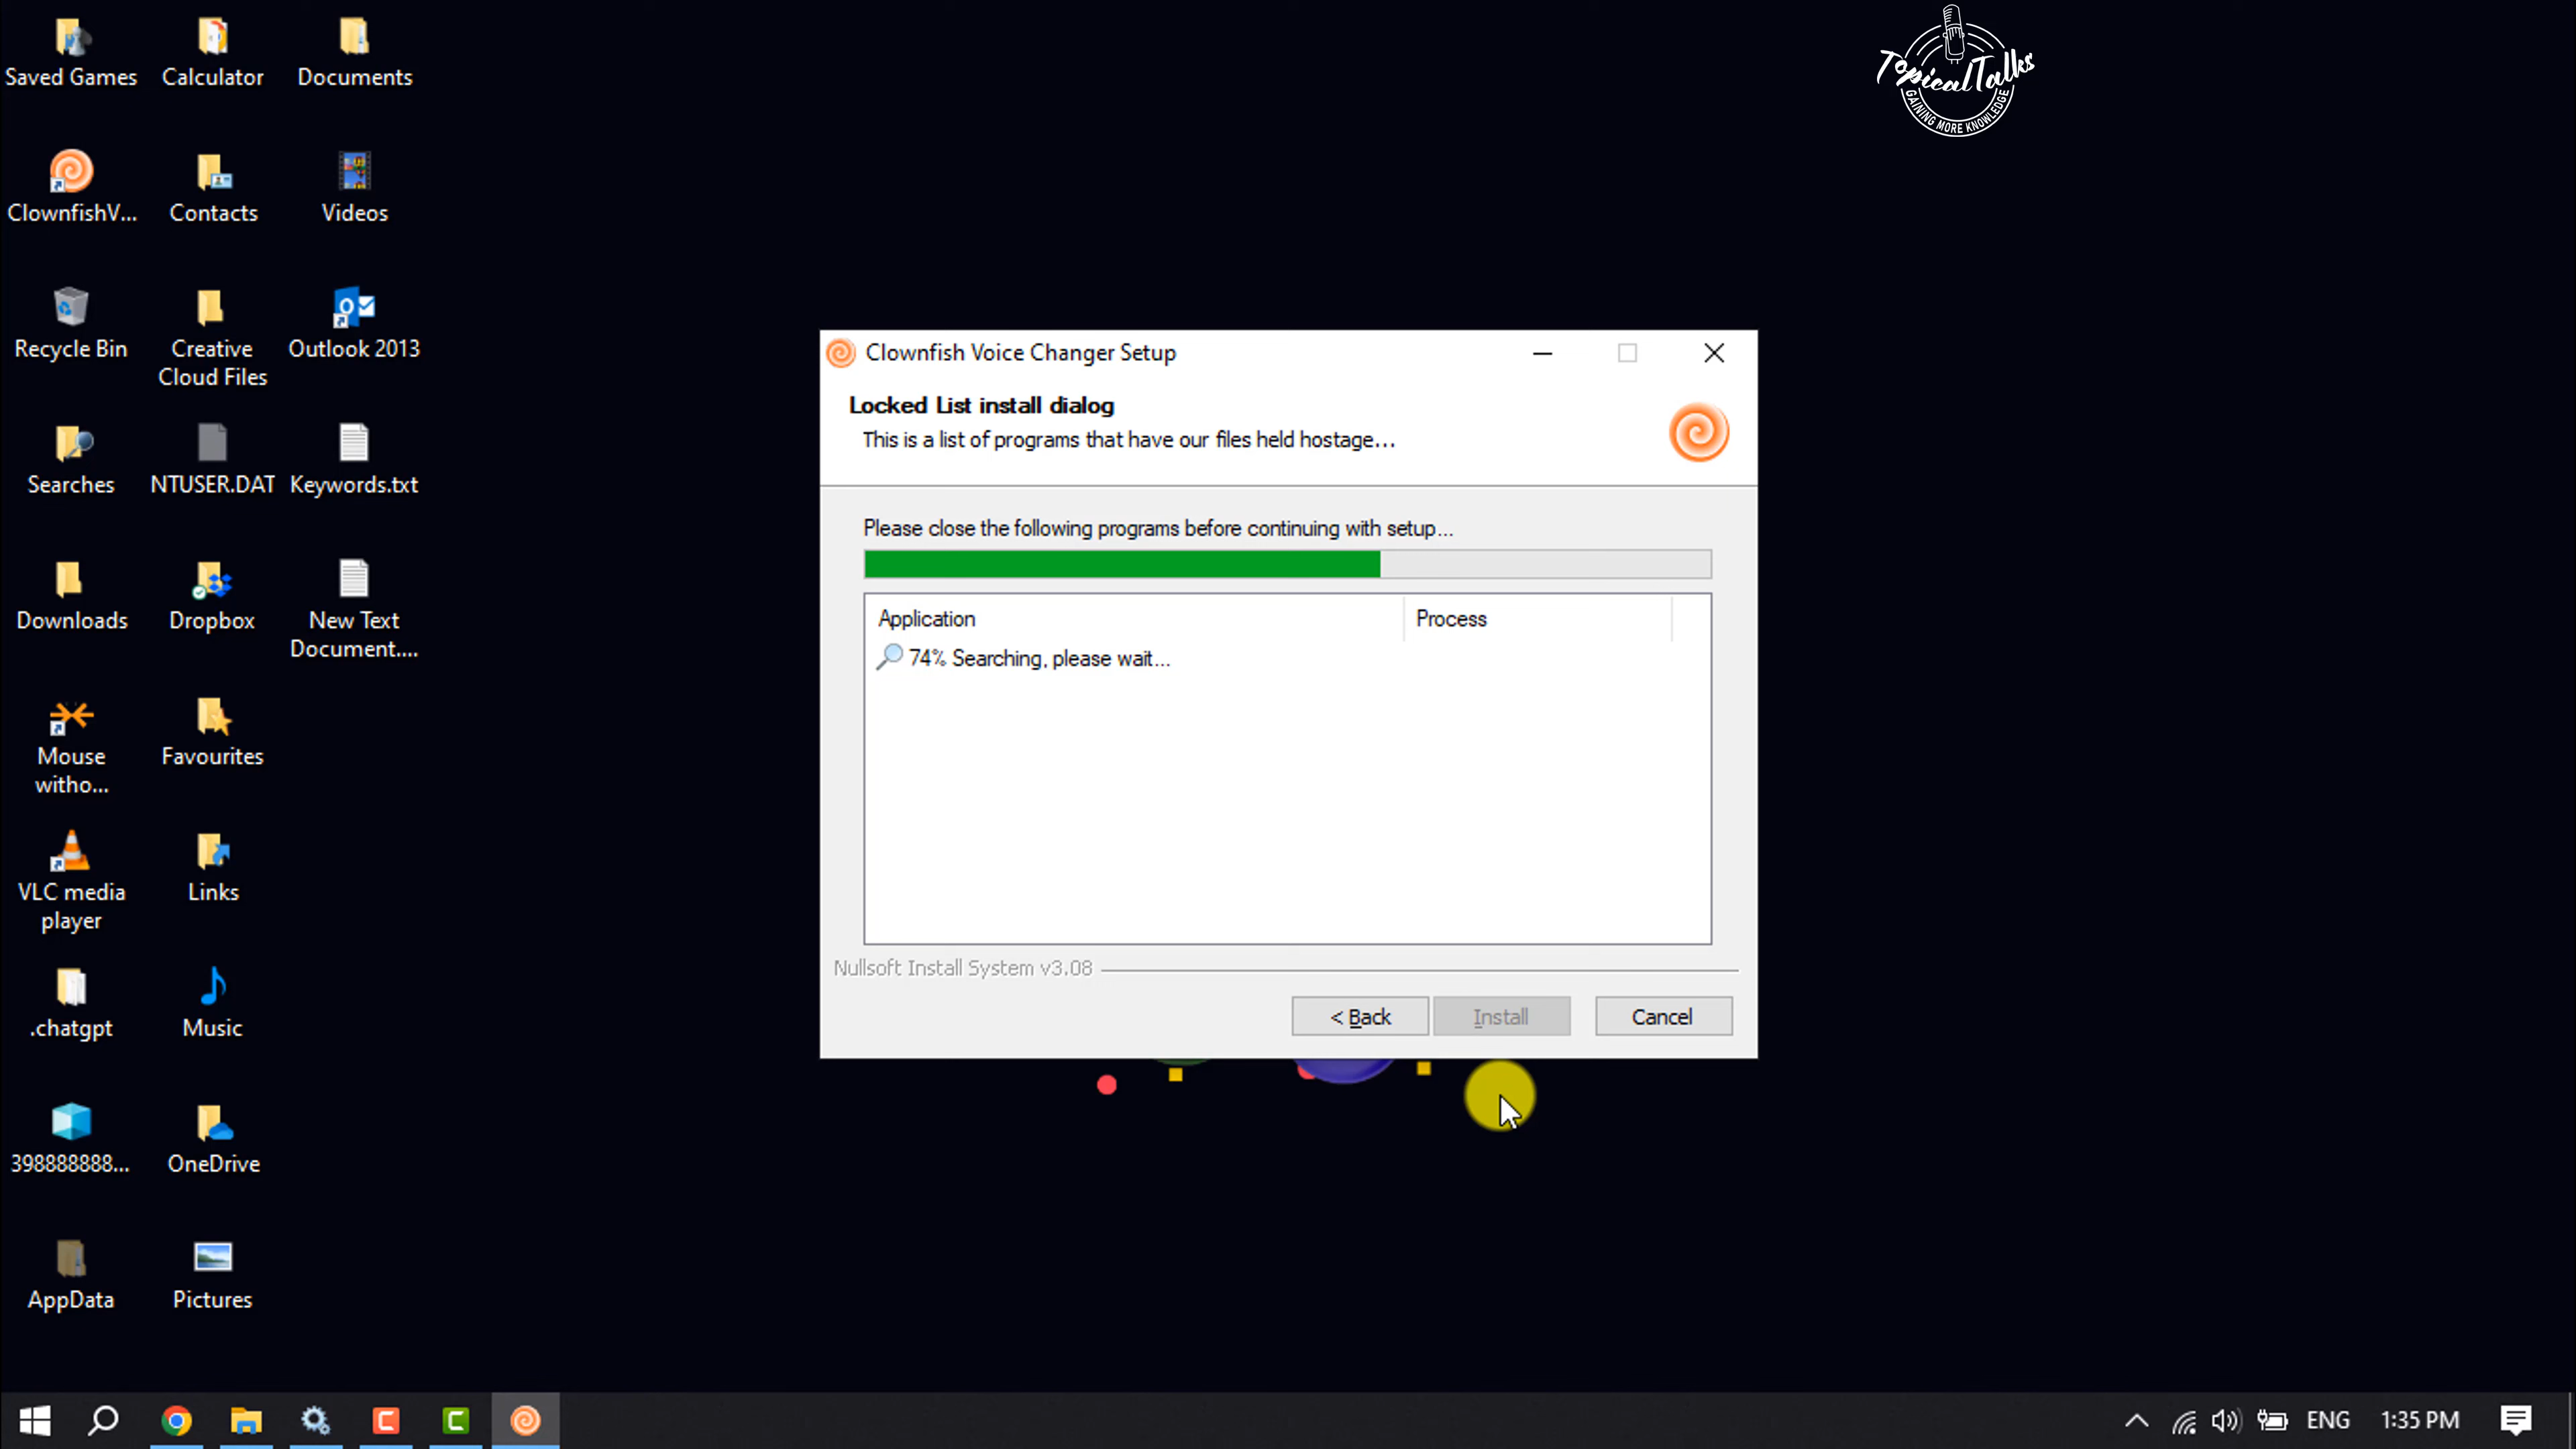 Saved Games
Calculator
Documents
TopicalTalks
GAINING MORE KNOWLEDGE
ClownfishV...
Contacts
Videos
Recycle Bin
Creative
Cloud Files
Outlook 2013
Searches
NTUSER.DAT
Keywords.txt
Downloads
Dropbox
New Text
Document....
Mouse
witho...
Favourites
VLC media
player
Links
.chatgpt
Music
398888888...
OneDrive
AppData
Pictures
Clownfish Voice Changer Setup
Locked List install dialog
This is a list of programs that have our files held hostage...
Please close the following programs before continuing with setup...
Application Process
74% Searching, please wait...
Nullsoft Install System v3.08
< Back Install Cancel
ENG 1:35 PM